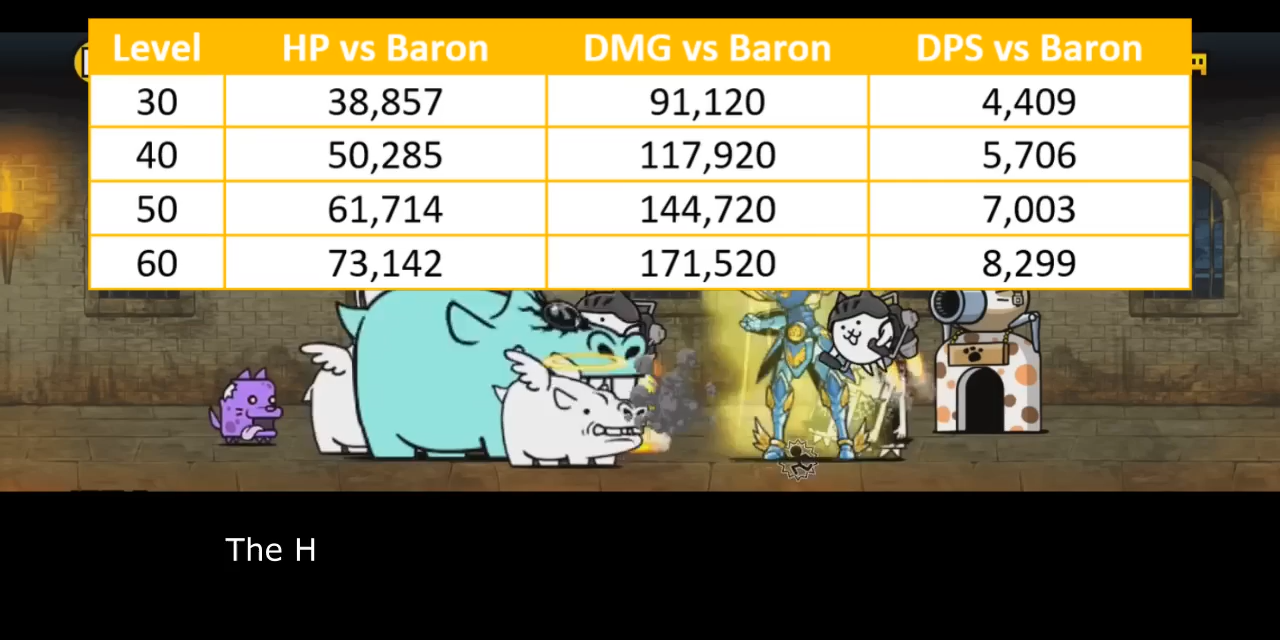 Level HP vs Baron DMG vs Baron DPS vs Baron
30 38,857 91,120 4,409
40 50,285 117,920 5,706
50 61,714 144,720 7,003
60 73,142 171,520 8,299
The H